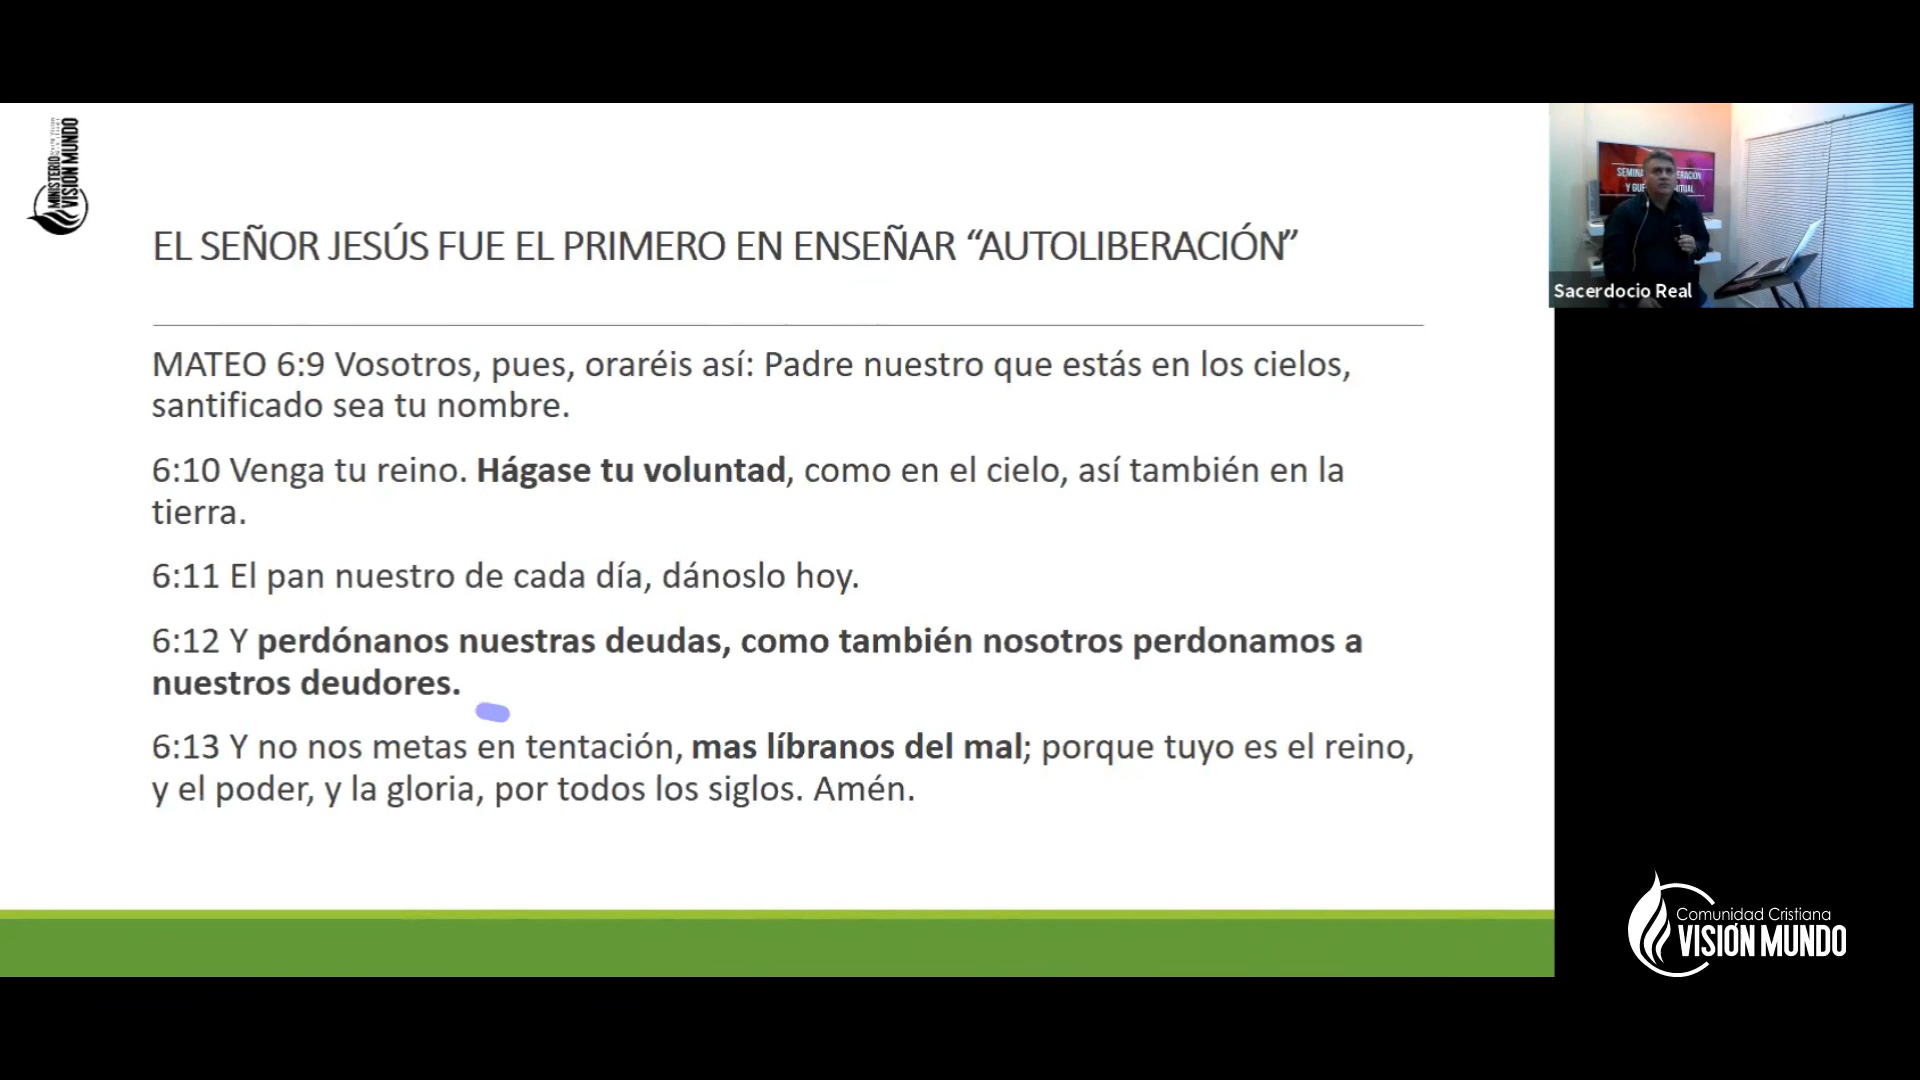 MINISTERIO
VISIÓN MUNDO
EL SEÑOR JESÚS FUE EL PRIMERO EN ENSEÑAR “AUTOLIBERACIÓN”
MATEO 6:9 Vosotros, pues, oraréis así: Padre nuestro que estás en los cielos,
santificado sea tu nombre.
6:10 Venga tu reino. Hágase tu voluntad, como en el cielo, así también en la
tierra.
6:11 El pan nuestro de cada día, dánoslo hoy.
6:12 Y perdónanos nuestras deudas, como también nosotros perdonamos a
nuestros deudores.
6:13 Y no nos metas en tentación, mas líbranos del mal; porque tuyo es el reino,
y el poder, y la gloria, por todos los siglos. Amén.
Sacerdocio Real
Comunidad Cristiana
VISIÓN MUNDO